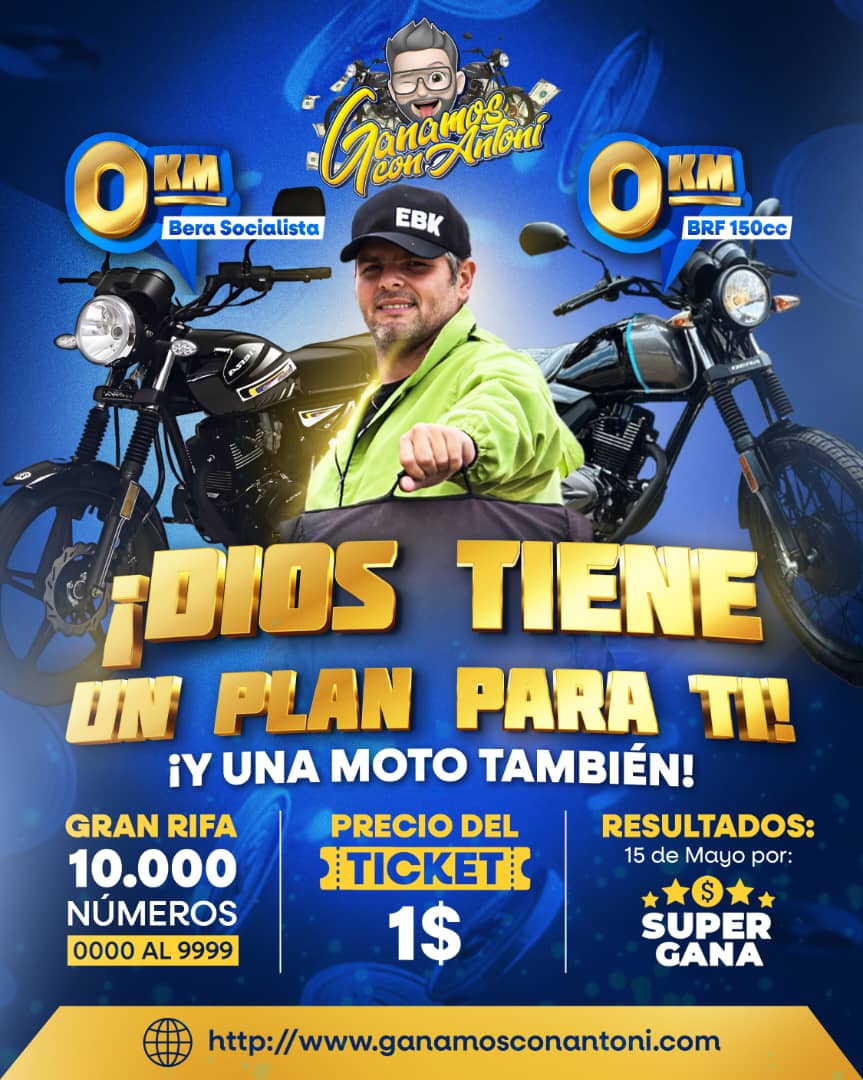 Ganamos
con Antoni
0 KM
Bera Socialista
0 KM
BRF 150cc
EBK
BERA
¡DIOS TIENE
UN PLAN PARA TI!
¡Y UNA MOTO TAMBIÉN!
GRAN RIFA
10.000
NÚMEROS
0000 AL 9999
PRECIO DEL
TICKET
1$
RESULTADOS:
15 de Mayo por:
$
SUPER
GANA
http://www.ganamosconantoni.com